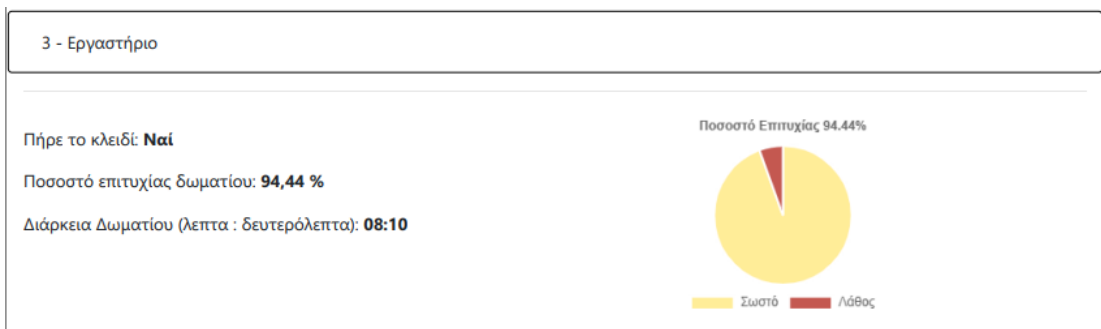 3 - Εργαστήριο
Πήρε το κλειδί: Ναί
Ποσοστό επιτυχίας δωματίου: 94,44 %
Διάρκεια Δωματίου (λεπτα : δευτερόλεπτα): 08:10
Ποσοστό Επιτυχίας 94.44%
Σωστό Λάθος